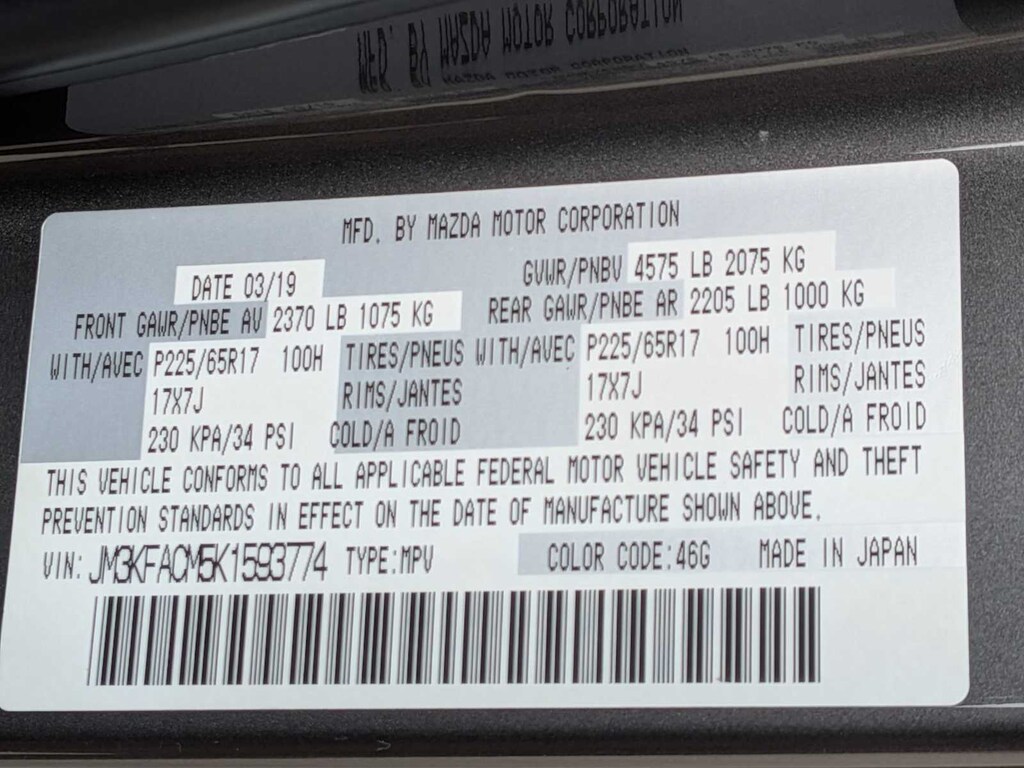 MFD. BY MAZDA MOTOR CORPORATION
MAZDA MOTOR CORPORATION
MFD. BY MAZDA MOTOR CORPORATION
DATE 03/19 GVWR/PNBV 4575 LB 2075 KG
FRONT GAWR/PNBE AV 2370 LB 1075 KG REAR GAWR/PNBE AR 2205 LB 1000 KG
WITH/AVEC P225/65R17 100H TIRES/PNEUS WITH/AVEC P225/65R17 100H TIRES/PNEUS
17X7J RIMS/JANTES 17X7J RIMS/JANTES
230 KPA/34 PSI COLD/A FROID 230 KPA/34 PSI COLD/A FROID
THIS VEHICLE CONFORMS TO ALL APPLICABLE FEDERAL MOTOR VEHICLE SAFETY AND THEFT
PREVENTION STANDARDS IN EFFECT ON THE DATE OF MANUFACTURE SHOWN ABOVE.
VIN: JM3KFACM5K1593774 TYPE:MPV COLOR CODE:46G MADE IN JAPAN